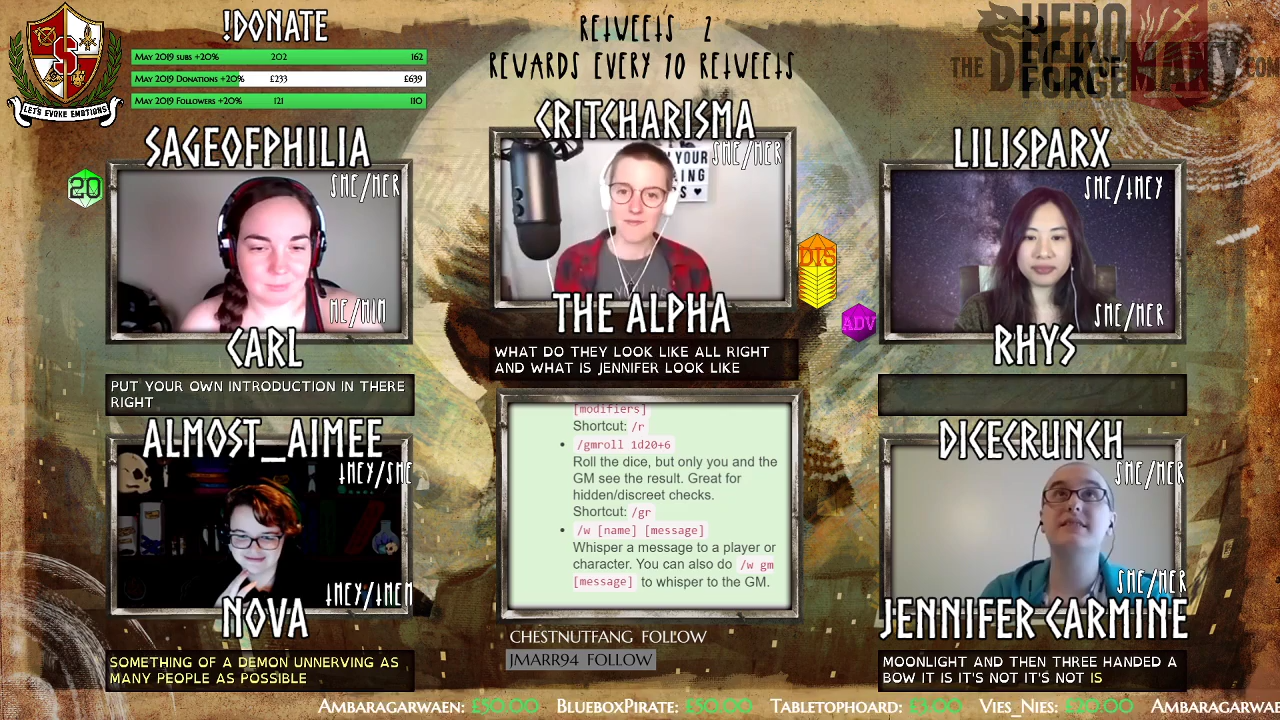 !DONATE
May 2019 subs +20% 202 162
May 2019 Donations +20% £233 £639
May 2019 Followers +20% 121 110
LET'S EVOKE EMOTIONS
RETWEETS 2
REWARDS EVERY 10 RETWEETS
THE
HERO
FORGE
.COM
SAGEOFPHILIA
SHE/HER
20
HE/HIM
CARL
PUT YOUR OWN INTRODUCTION IN THERE
RIGHT
CRITCHARISMA
SHE/HER
YOUR
THE ALPHA
WHAT DO THEY LOOK LIKE ALL RIGHT
AND WHAT IS JENNIFER LOOK LIKE
DIS
ADV
LILISPARX
SHE/THEY
SHE/HER
RHYS
ALMOST_AIMEE
THEY/SHE
THEY/THEM
NOVA
SOMETHING OF A DEMON UNNERVING AS
MANY PEOPLE AS POSSIBLE
[modifiers]
Shortcut: /r
• /gmroll 1d20+6
Roll the dice, but only you and the
GM see the result. Great for
hidden/discreet checks.
Shortcut: /gr
• /w [name] [message]
Whisper a message to a player or
character. You can also do /w gm
[message] to whisper to the GM.
CHESTNUTFANG FOLLOW
JMARR94 FOLLOW
DICECRUNCH
SHE/HER
SHE/HER
JENNIFER CARMINE
MOONLIGHT AND THEN THREE HANDED A
BOW IT IS IT'S NOT IT'S NOT IS
Ambaragarwaen: £50.00 BlueboxPirate: £50.00 Tabletophoard: £3.00 Vies_Nies: £10.00 Ambaragarwae